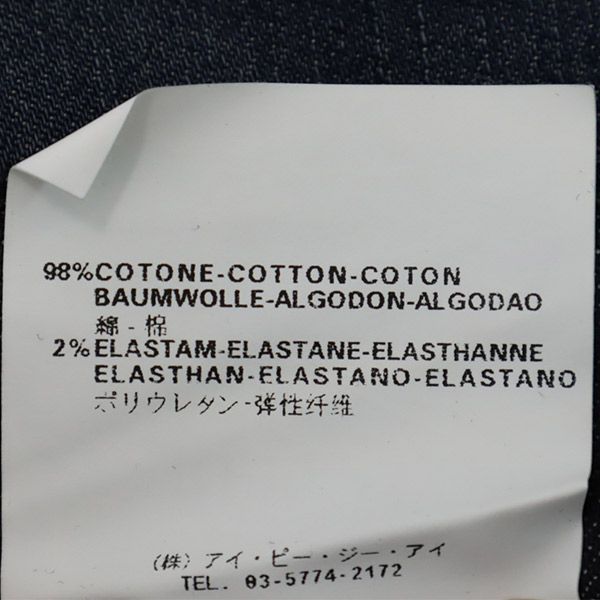 98%COTONE-COTTON-COTON
BAUMWOLLE-ALGODON-ALGODAO
綿-棉
2%ELASTAM-ELASTANE-ELASTHANNE
ELASTHAN-ELASTANO-ELASTANO
ポリウレタン-弹性纤维
(株)アイ・ピー・ジー・アイ
TEL. 03-5774-2172